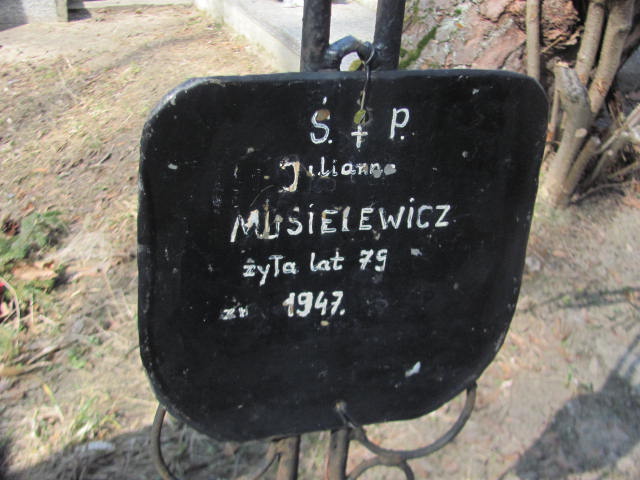 Ś. + P.
Julianna
MUSIELEWICZ
żyła lat 79
zm 1947.